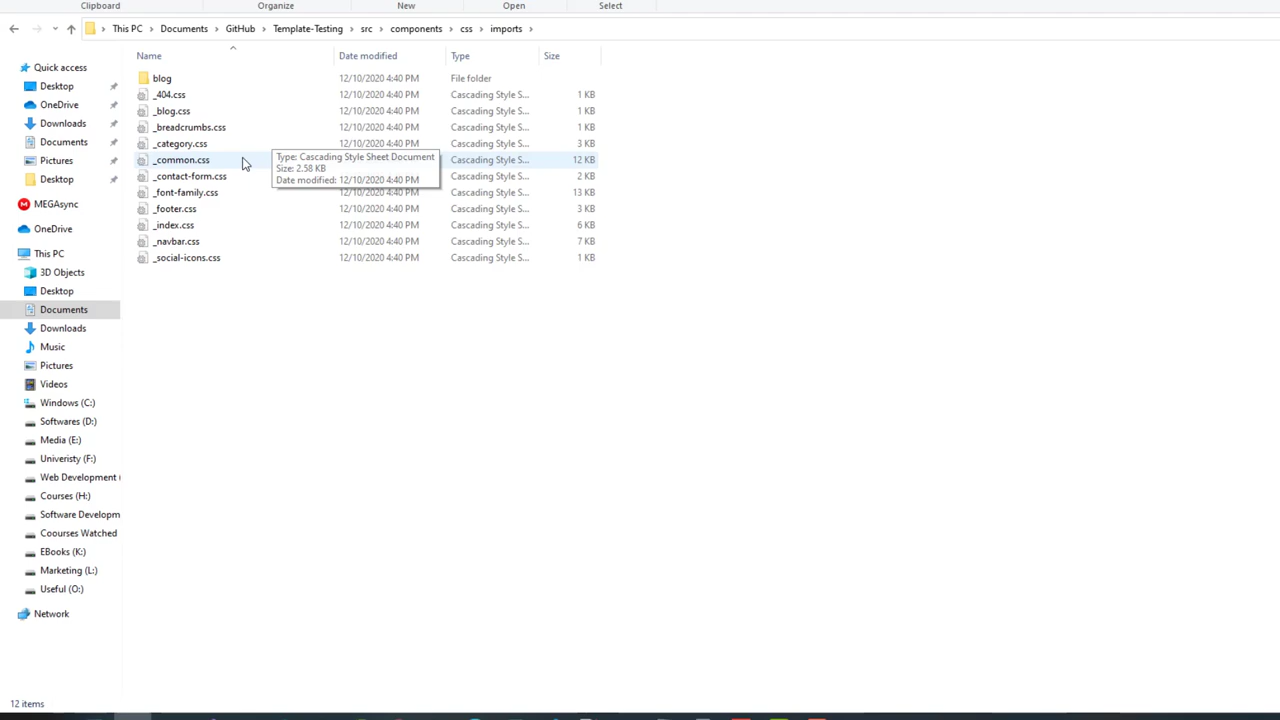 Clipboard Organize New Open Select
This PC Documents GitHub Template-Testing src components css imports
Name Date modified Type Size
blog 12/10/2020 4:40 PM File folder
_404.css 12/10/2020 4:40 PM Cascading Style S... 1 KB
_blog.css 12/10/2020 4:40 PM Cascading Style S... 1 KB
_breadcrumbs.css 12/10/2020 4:40 PM Cascading Style S... 1 KB
_category.css 12/10/2020 4:40 PM Cascading Style S... 3 KB
_common.css Cascading Style S... 12 KB
_contact-form.css Cascading Style S... 2 KB
_font-family.css 12/10/2020 4:40 PM Cascading Style S... 13 KB
_footer.css 12/10/2020 4:40 PM Cascading Style S... 3 KB
_index.css 12/10/2020 4:40 PM Cascading Style S... 6 KB
_navbar.css 12/10/2020 4:40 PM Cascading Style S... 7 KB
_social-icons.css 12/10/2020 4:40 PM Cascading Style S... 1 KB
Type: Cascading Style Sheet Document
Size: 2.58 KB
Date modified: 12/10/2020 4:40 PM
Quick access
Desktop
OneDrive
Downloads
Documents
Pictures
Desktop
MEGAsync
OneDrive
This PC
3D Objects
Desktop
Documents
Downloads
Music
Pictures
Videos
Windows (C:)
Softwares (D:)
Media (E:)
Univeristy (F:)
Web Development (
Courses (H:)
Software Developm
Coourses Watched
EBooks (K:)
Marketing (L:)
Useful (O:)
Network
12 items